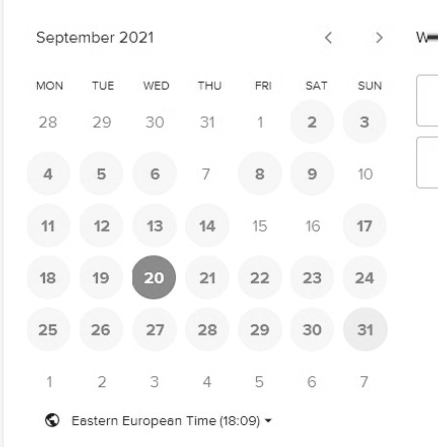 September 2021
MON TUE WED THU FRI SAT SUN
28 29 30 31 1 2 3
4 5 6 7 8 9 10
11 12 13 14 15 16 17
18 19 20 21 22 23 24
25 26 27 28 29 30 31
1 2 3 4 5 6 7
Eastern European Time (18:09)